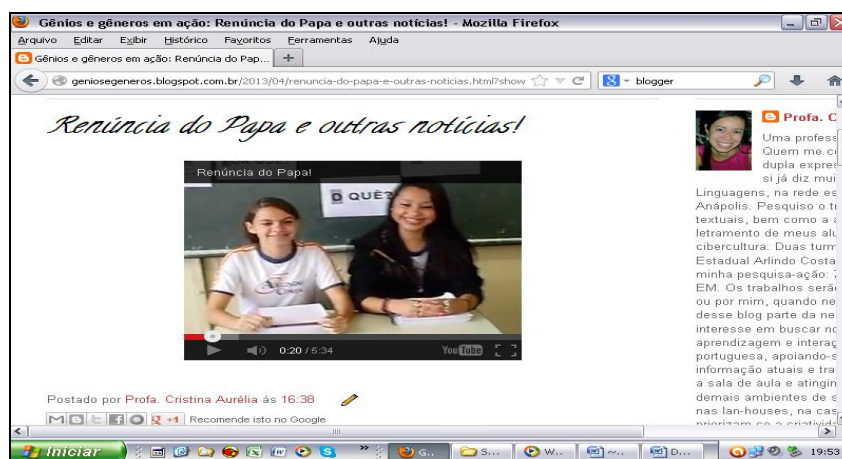 Gênios e gêneros em ação: Renúncia do Papa e outras notícias! - Mozilla Firefox
Arquivo Editar Exibir Histórico Favoritos Ferramentas Ajuda
Gênios e gêneros em ação: Renúncia do Pap...
geniosegeneros.blogspot.com.br/2013/04/renuncia-do-papa-e-outras-noticias.html?show
blogger
Renúncia do Papa e outras notícias!
Renúncia do Papa!
O QUÊ?
0:20 / 5:34
YouTube
Postado por Profa. Cristina Aurélia às 16:38
+1 Recomende isto no Google
Profa. C
Uma profess
Quem me c
dupla expres
si já diz mui
Linguagens, na rede es
Anápolis. Pesquiso o t
textuais, bem como a a
letramento de meus alu
cibercultura. Duas turm
Estadual Arlindo Costa
minha pesquisa-ação: 7
EM. Os trabalhos serã
ou por mim, quando ne
desse blog parte da ne
interesse em buscar no
aprendizagem e interaç
portuguesa, apoiando-s
informação atuais e tra
a sala de aula e atingin
demais ambientes de s
nas lan-houses, na cas
Iniciar
G..
S...
W..
~..
D...
19:53